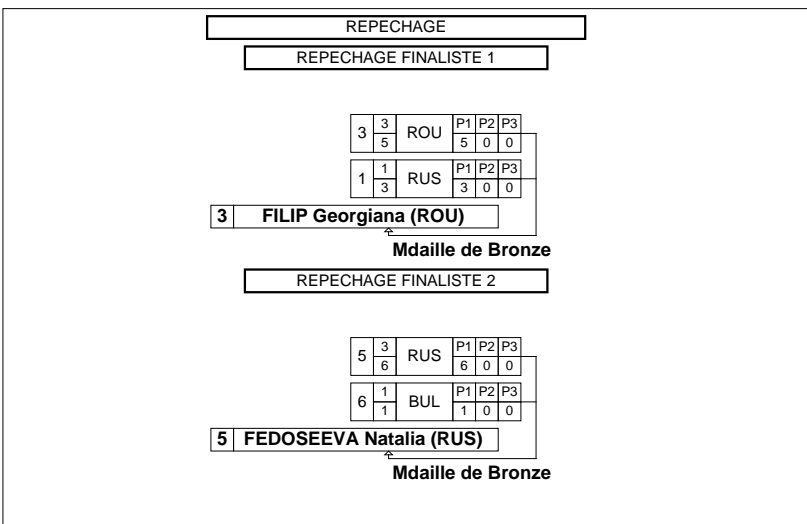 REPECHAGE
REPECHAGE FINALISTE 1
3 3 ROU P1 P2 P3
5 5 0 0
1 1 RUS P1 P2 P3
3 3 0 0
3 FILIP Georgiana (ROU)
Mdaille de Bronze
REPECHAGE FINALISTE 2
5 3 RUS P1 P2 P3
6 6 0 0
6 1 BUL P1 P2 P3
1 1 0 0
5 FEDOSEEVA Natalia (RUS)
Mdaille de Bronze